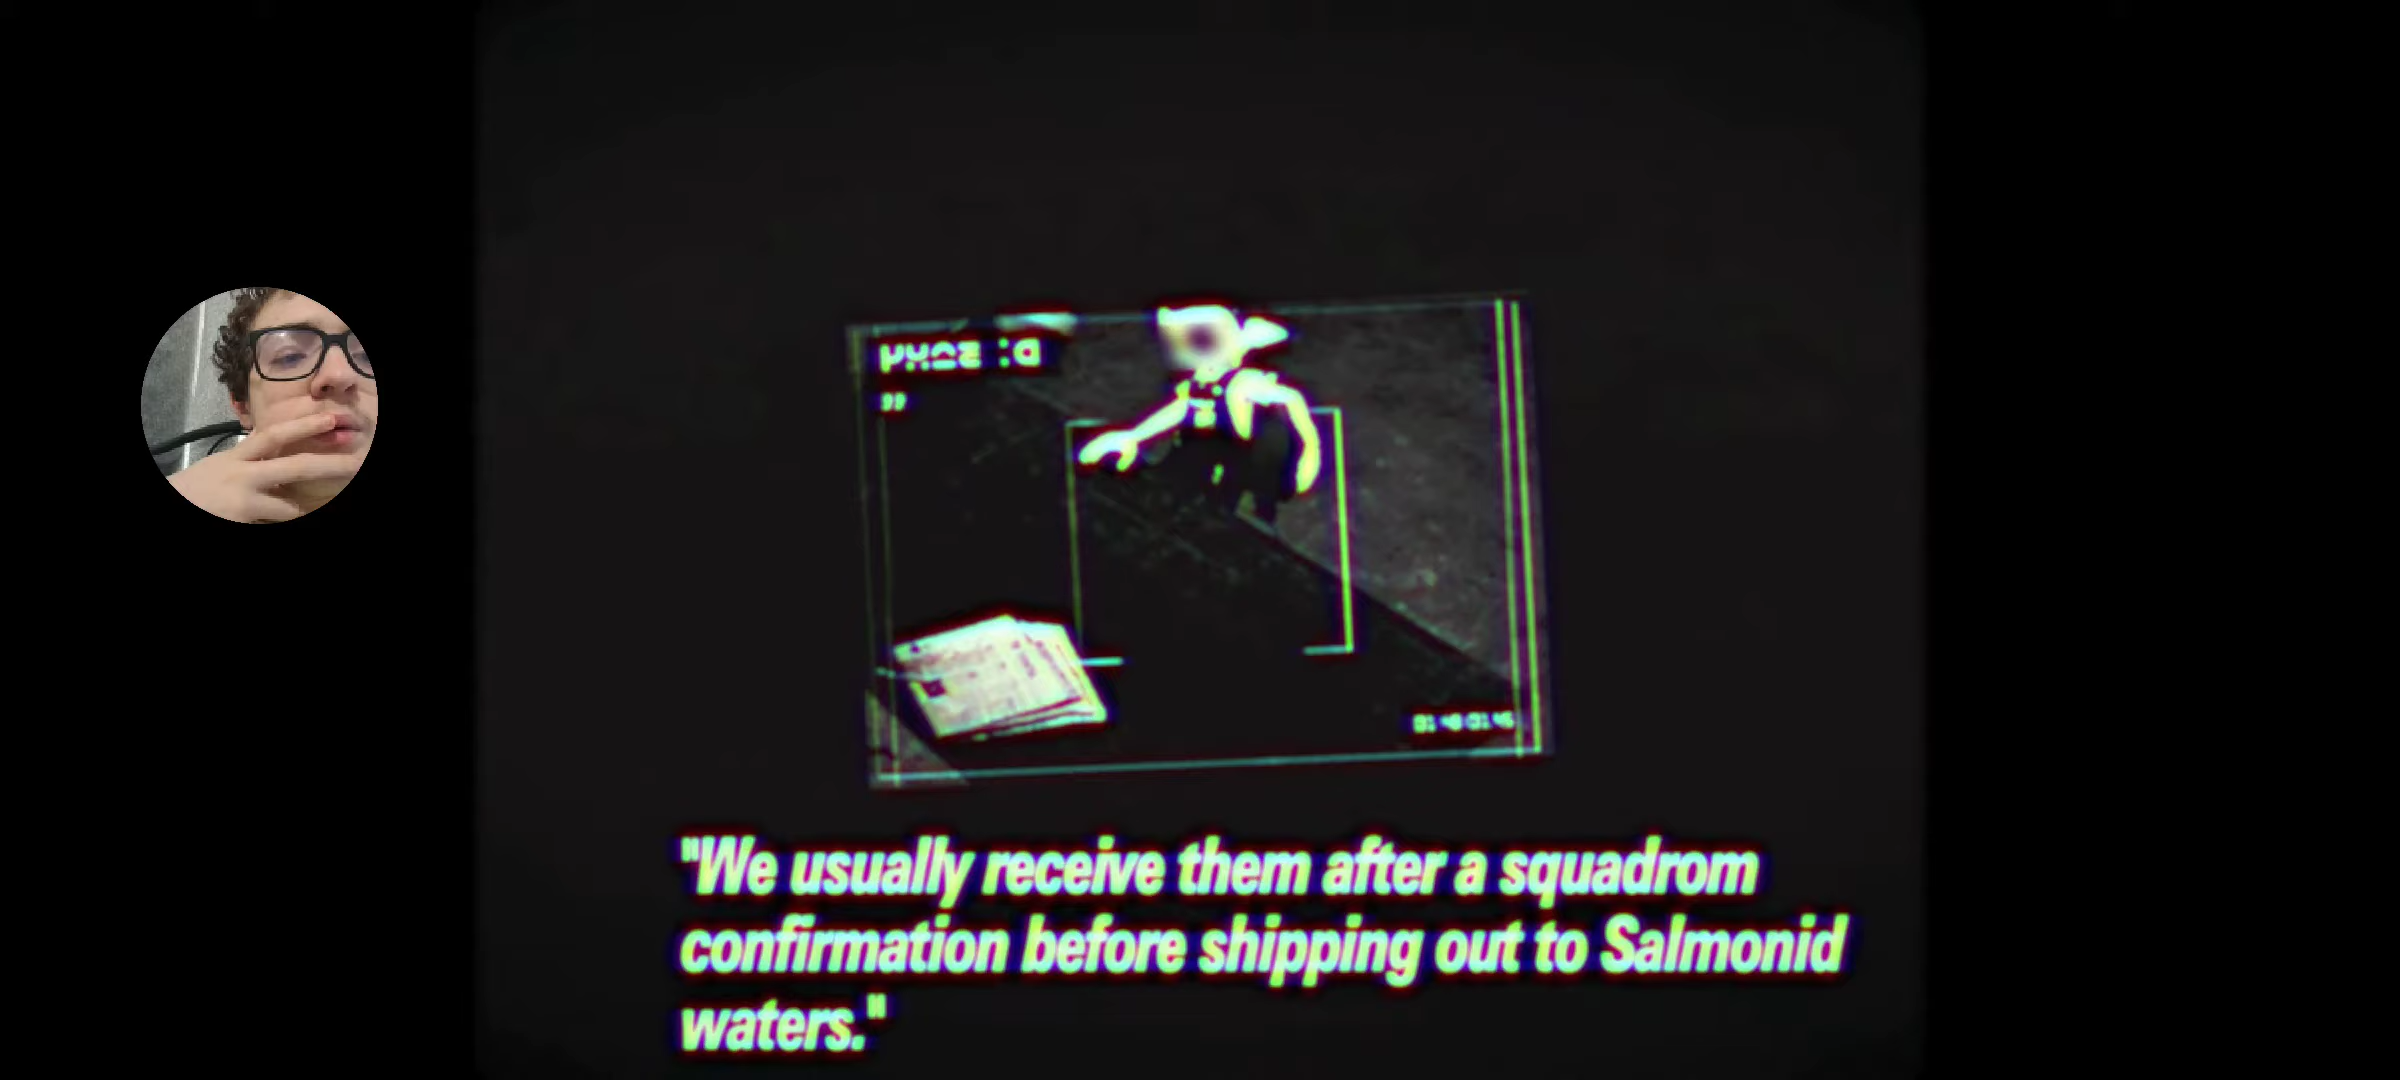 "We usually receive them after a squadrom
confirmation before shipping out to Salmonid
waters."